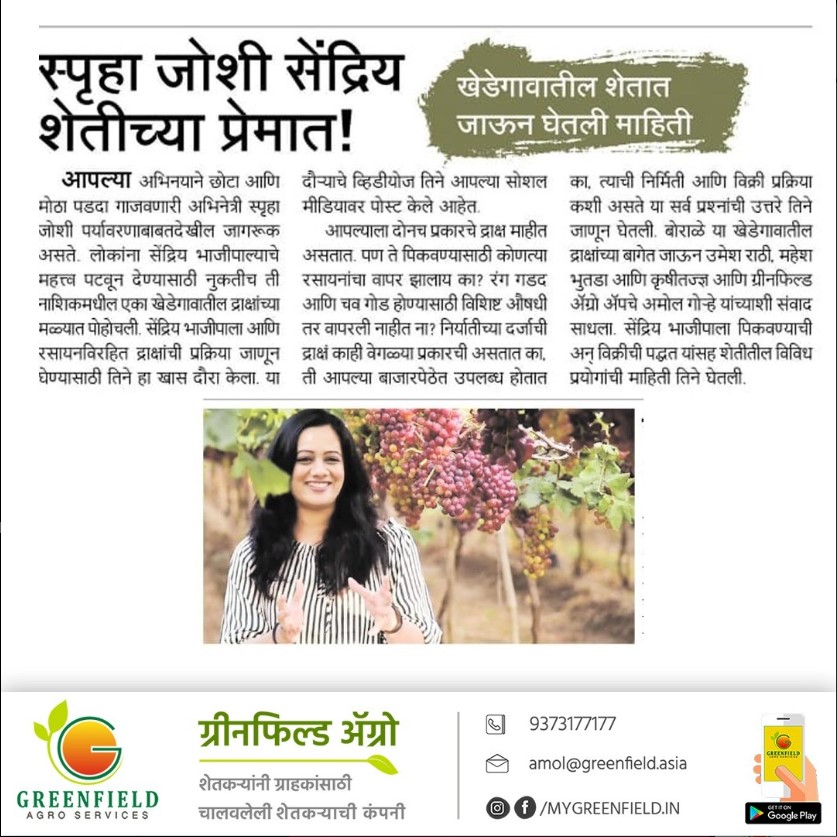 स्पृहा जोशी सेंद्रिय
शेतीच्या प्रेमात!
खेडेगावातील शेतात
जाऊन घेतली माहिती
आपल्या अभिनयाने छोटा आणि
मोठा पडदा गाजवणारी अभिनेत्री स्पृहा
जोशी पर्यावरणाबाबतदेखील जागरूक
असते. लोकांना सेंद्रिय भाजीपाल्याचे
महत्त्व पटवून देण्यासाठी नुकतीच ती
नाशिकमधील एका खेडेगावातील द्राक्षांच्या
मळ्यात पोहोचली. सेंद्रिय भाजीपाला आणि
रसायनविरहित द्राक्षांची प्रक्रिया जाणून
घेण्यासाठी तिने हा खास दौरा केला. या
दौऱ्याचे व्हिडीयोज तिने आपल्या सोशल
मीडियावर पोस्ट केले आहेत.
आपल्याला दोनच प्रकारचे द्राक्ष माहीत
असतात. पण ते पिकवण्यासाठी कोणत्या
रसायनांचा वापर झालाय का? रंग गडद
आणि चव गोड होण्यासाठी विशिष्ट औषधी
तर वापरली नाहीत ना? निर्यातीच्या दर्जाची
द्राक्षं काही वेगळ्या प्रकारची असतात का,
ती आपल्या बाजारपेठेत उपलब्ध होतात
का, त्याची निर्मिती आणि विक्री प्रक्रिया
कशी असते या सर्व प्रश्नांची उत्तरे तिने
जाणून घेतली. बोराळे या खेडेगावातील
द्राक्षांच्या बागेत जाऊन उमेश राठी, महेश
भुतडा आणि कृषीतज्ज्ञ आणि ग्रीनफिल्ड
ॲग्रो ॲपचे अमोल गोऱ्हे यांच्याशी संवाद
साधला. सेंद्रिय भाजीपाला पिकवण्याची
अन् विक्रीची पद्धत यांसह शेतीतील विविध
प्रयोगांची माहिती तिने घेतली.
GREENFIELD
AGRO SERVICES
ग्रीनफिल्ड ॲग्रो
शेतकऱ्यांनी ग्राहकांसाठी
चालवलेली शेतकऱ्याची कंपनी
9373177177
amol@greenfield.asia
/MYGREENFIELD.IN
GREENFIELD
AGRO SERVICES
GET IT ON
Google Play